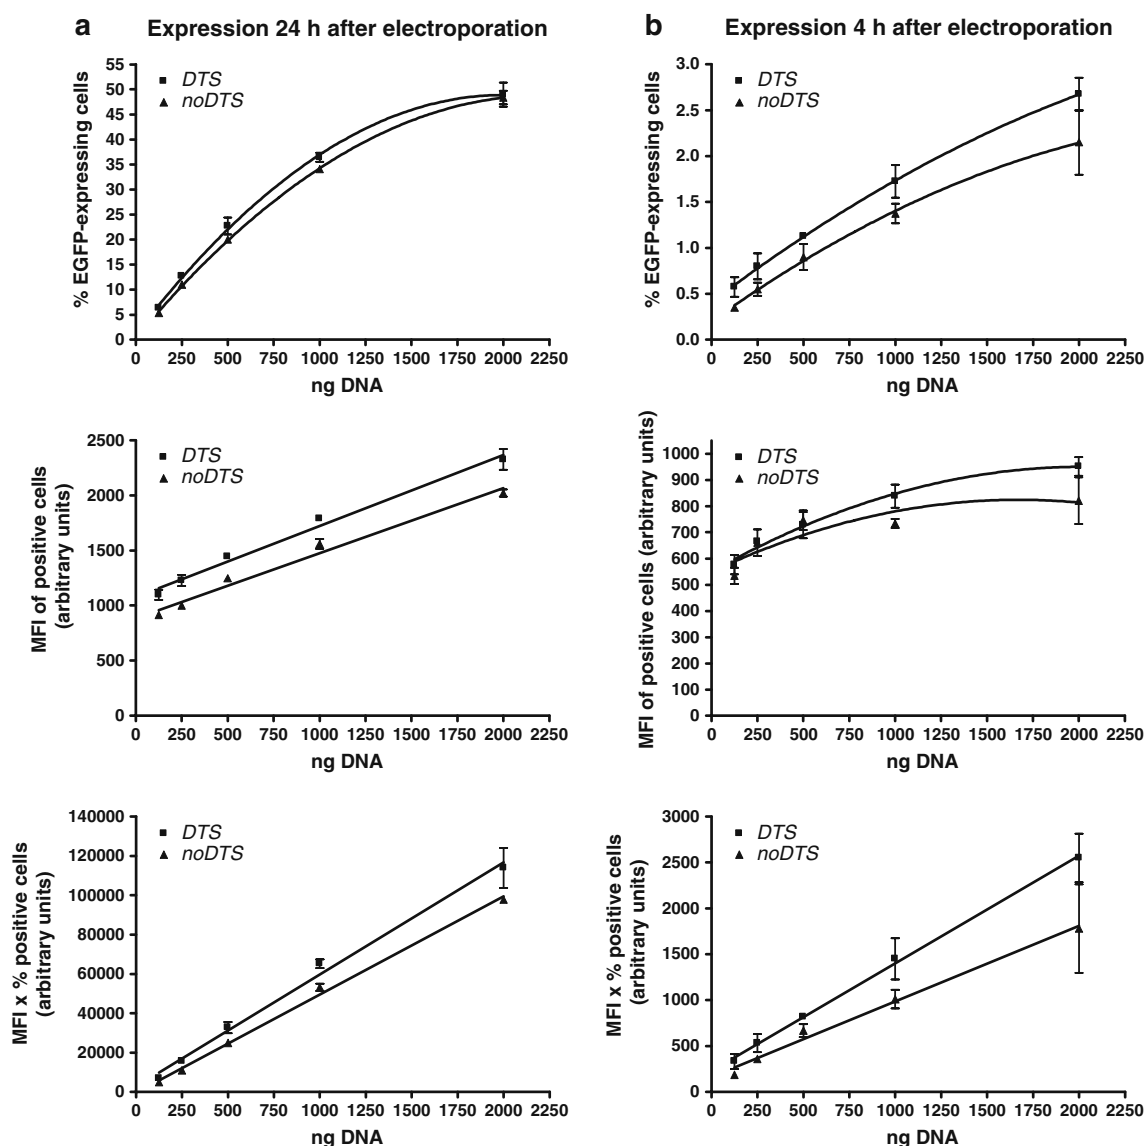 a Expression 24 h after electroporation
DTS
noDTS
% EGFP-expressing cells
55
50
45
40
35
30
25
20
15
10
5
0
0 250 500 750 1000 1250 1500 1750 2000 2250
ng DNA
DTS
noDTS
MFI of positive cells
(arbitrary units)
2500
2000
1500
1000
500
0
0 250 500 750 1000 1250 1500 1750 2000 2250
ng DNA
DTS
noDTS
MFI x % positive cells
(arbitrary units)
140000
120000
100000
80000
60000
40000
20000
0
0 250 500 750 1000 1250 1500 1750 2000 2250
ng DNA
b Expression 4 h after electroporation
DTS
noDTS
% EGFP-expressing cells
3.0
2.5
2.0
1.5
1.0
0.5
0.0
0 250 500 750 1000 1250 1500 1750 2000 2250
ng DNA
DTS
noDTS
MFI of positive cells (arbitrary units)
1000
900
800
700
600
500
400
300
200
100
0
0 250 500 750 1000 1250 1500 1750 2000 2250
ng DNA
DTS
noDTS
MFI x % positive cells
(arbitrary units)
3000
2500
2000
1500
1000
500
0
0 250 500 750 1000 1250 1500 1750 2000 2250
ng DNA